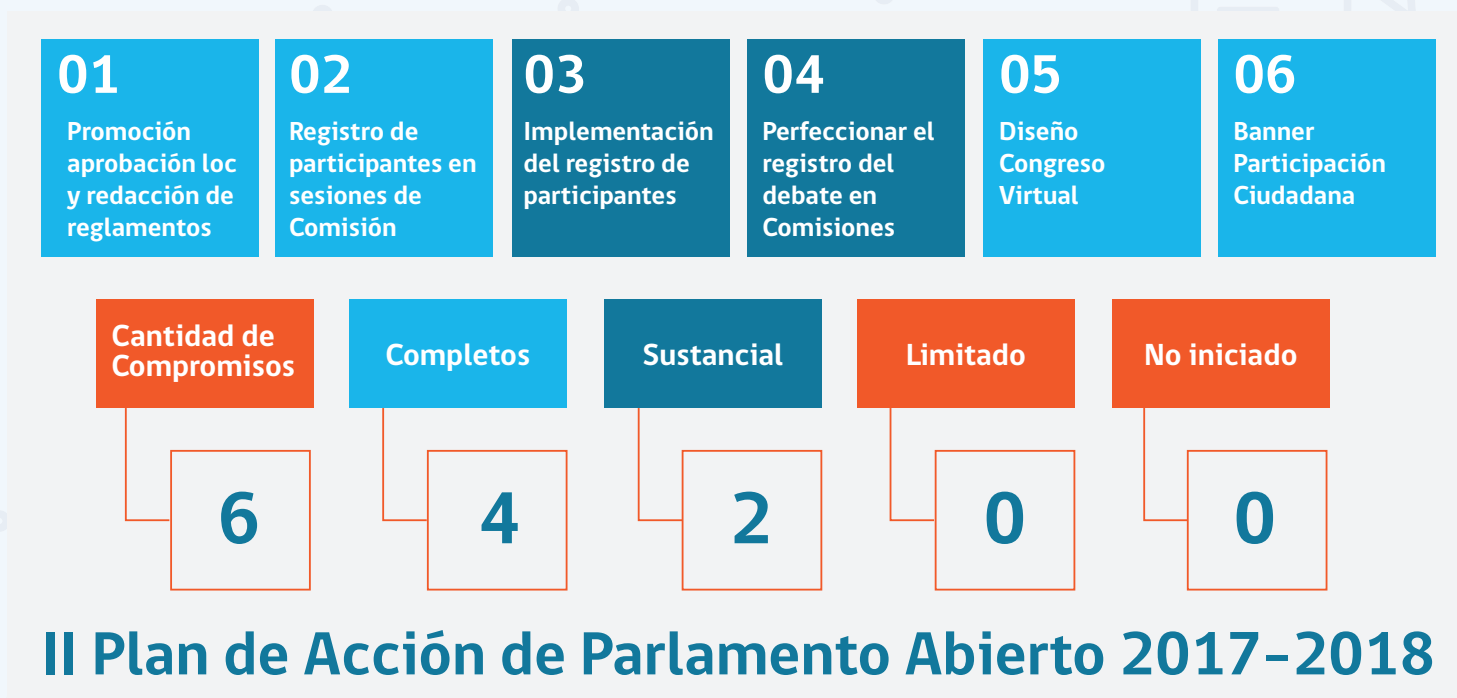 01
Promoción
aprobación loc
y redacción de
reglamentos
02
Registro de
participantes en
sesiones de
Comisión
03
Implementación
del registro de
participantes
04
Perfeccionar el
registro del
debate en
Comisiones
05
Diseño
Congreso
Virtual
06
Banner
Participación
Ciudadana
Cantidad de
Compromisos
6
Completos
4
Sustancial
2
Limitado
0
No iniciado
0
II Plan de Acción de Parlamento Abierto 2017-2018